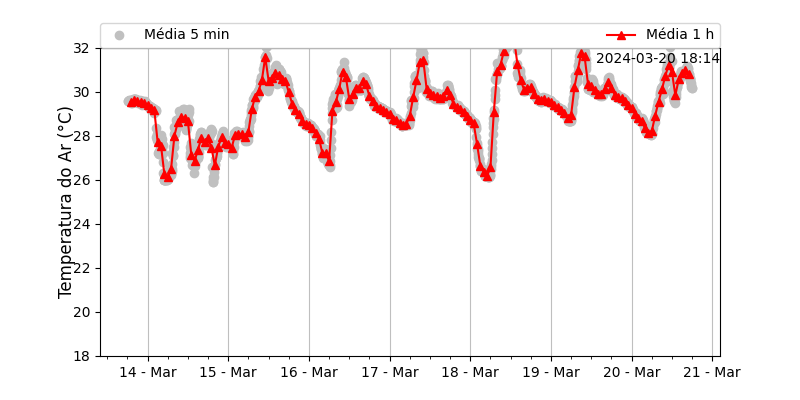 Média 5 min
Média 1 h
2024-03-20 18:14
Temperatura do Ar (°C)
32
30
28
26
24
22
20
18
14 - Mar
15 - Mar
16 - Mar
17 - Mar
18 - Mar
19 - Mar
20 - Mar
21 - Mar